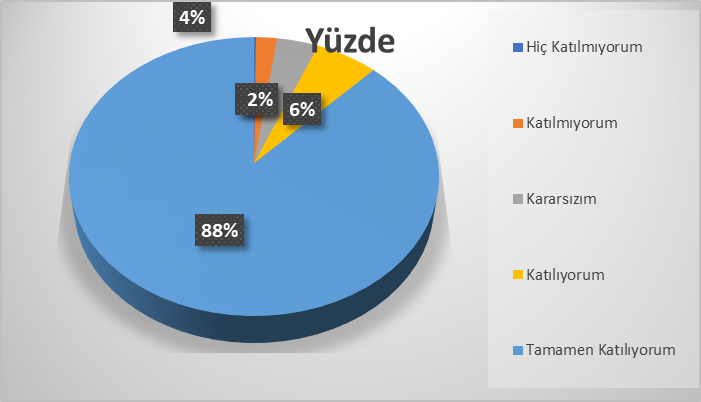 4%
Yüzde
2%
6%
88%
Hiç Katılmıyorum
Katılmıyorum
Kararsızım
Katılıyorum
Tamamen Katılıyorum